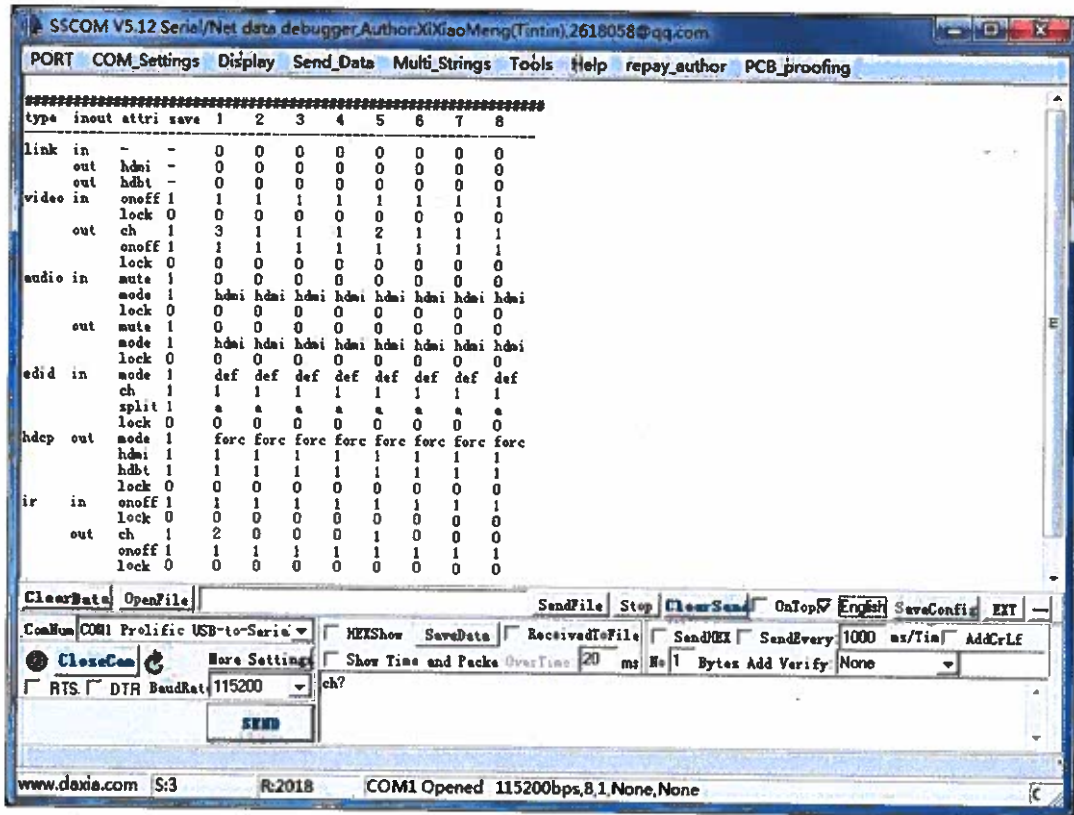 SSCOM V5.12 Serial/Net data debugger,Author:XiXiaoMeng(Tintin),2618058@qq.com
PORT COM_Settings Display Send_Data Multi_Strings Tools Help repay_author PCB_proofing
################################################################
type inout attri save 1 2 3 4 5 6 7 8
link in - - 0 0 0 0 0 0 0 0
out hdmi - 0 0 0 0 0 0 0 0
out hdbt - 0 0 0 0 0 0 0 0
video in onoff 1 1 1 1 1 1 1 1 1
lock 0 0 0 0 0 0 0 0 0
out ch 1 3 1 1 1 2 1 1 1
onoff 1 1 1 1 1 1 1 1 1
lock 0 0 0 0 0 0 0 0 0
audio in mute 1 0 0 0 0 0 0 0 0
mode 1 hdmi hdmi hdmi hdmi hdmi hdmi hdmi hdmi
lock 0 0 0 0 0 0 0 0 0
out mute 1 0 0 0 0 0 0 0 0
mode 1 hdmi hdmi hdmi hdmi hdmi hdmi hdmi hdmi
lock 0 0 0 0 0 0 0 0 0
edid in mode 1 def def def def def def def def
ch 1 1 1 1 1 1 1 1 1
split 1 a a a a a a a a
lock 0 0 0 0 0 0 0 0 0
hdcp out mode 1 forc forc forc forc forc forc forc forc
hdmi 1 1 1 1 1 1 1 1 1
hdbt 1 1 1 1 1 1 1 1 1
lock 0 0 0 0 0 0 0 0 0
ir in onoff 1 1 1 1 1 1 1 1 1
lock 0 0 0 0 0 0 0 0 0
out ch 1 2 0 0 0 1 0 0 0
onoff 1 1 1 1 1 1 1 1 1
lock 0 0 0 0 0 0 0 0 0
ClearData OpenFile SendFile Stop ClearSend OnTop English SaveConfig EXT —
ComNum COM1 Prolific USB-to-Seria HEXShow SaveData ReceivedToFile SendHEX SendEvery: 1000 ms/Tim AddCrLf
CloseCom More Settings Show Time and Packe OverTime: 20 ms No 1 Bytes Add Verify: None
RTS DTR BaudRat: 115200 ch?
SEND
www.daxia.com S:3 R:2018 COM1 Opened 115200bps,8,1,None,None C